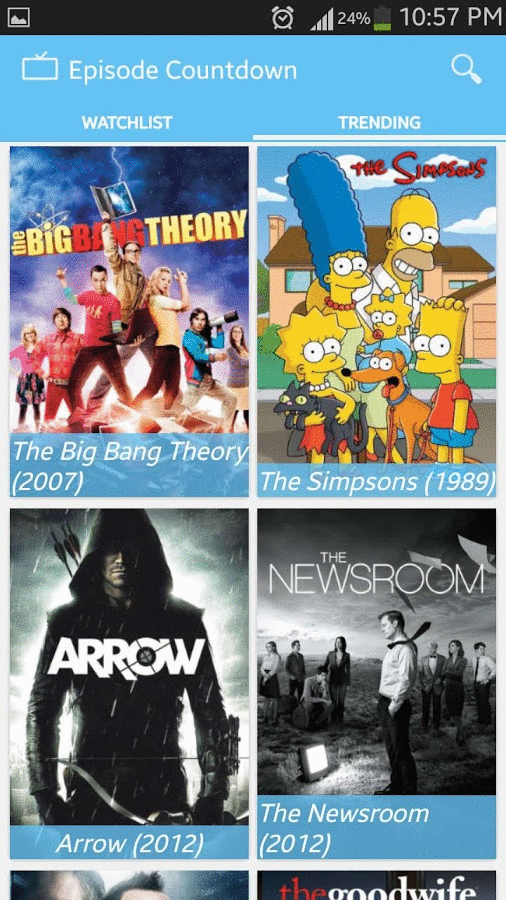 24% 10:57 PM
Episode Countdown
WATCHLIST TRENDING
the BIG BANG THEORY
The Big Bang Theory
(2007)
THE SIMPSONS
The Simpsons (1989)
ARROW
Arrow (2012)
THE
NEWSROOM
The Newsroom
(2012)
thegoodwife